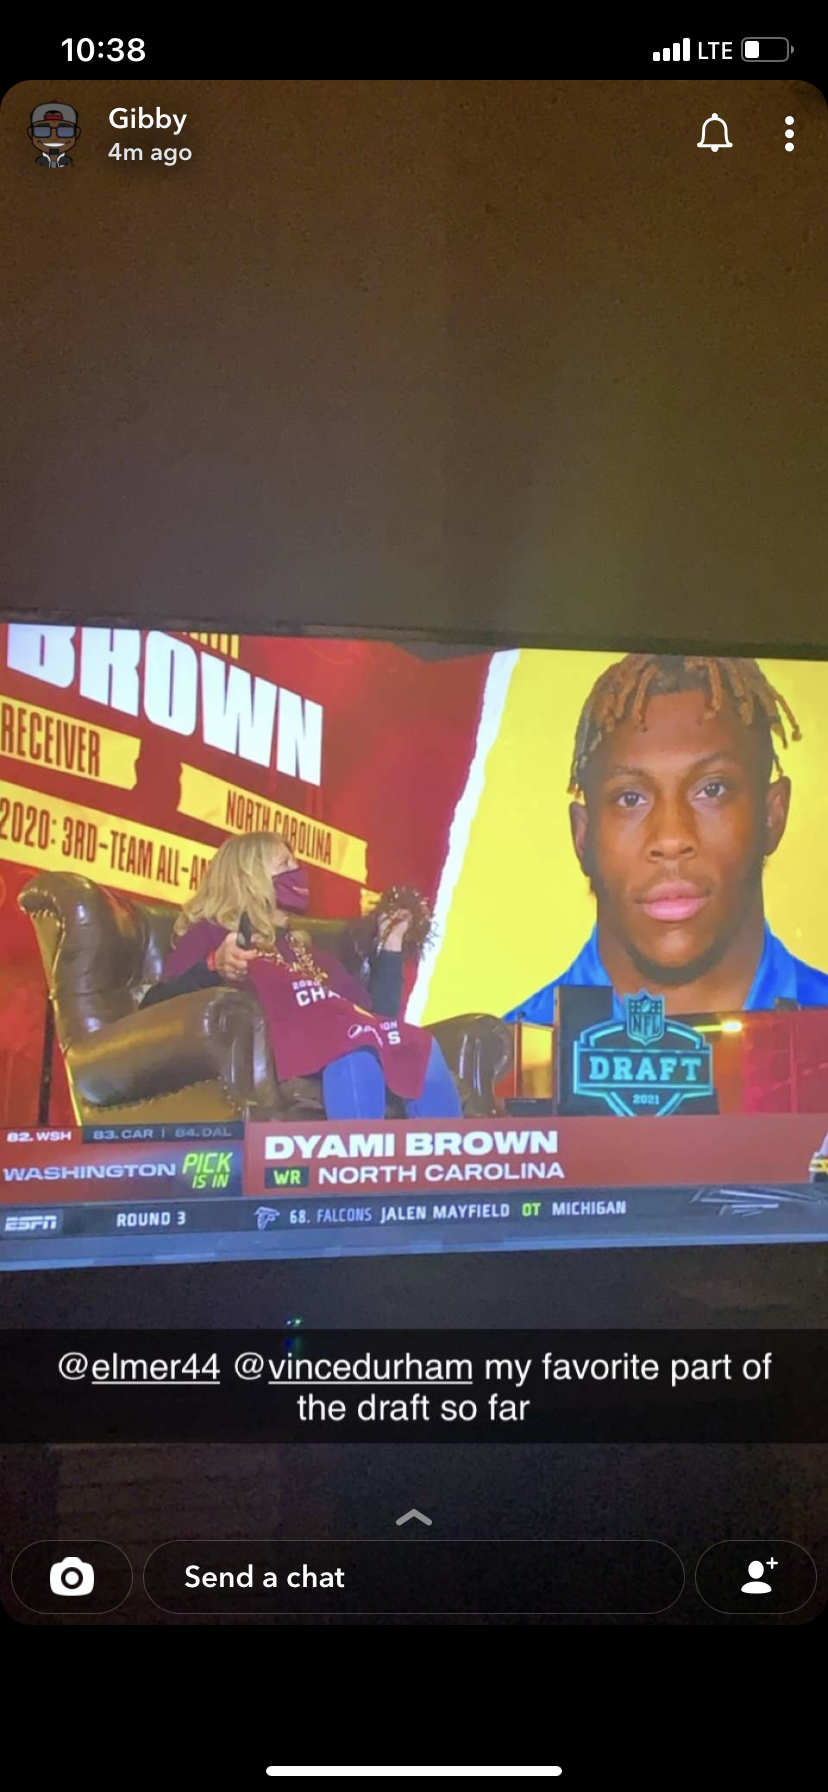 10:38
LTE
Gibby
4m ago
BROWN
RECEIVER
NORTH CAROLINA
2020: 3RD-TEAM ALL-A
CHA
S
NFL
DRAFT
2021
82. WSH 83. CAR | 84. DAL
WASHINGTON PICK IS IN
DYAMI BROWN
WR NORTH CAROLINA
ESPN ROUND 3 68. FALCONS JALEN MAYFIELD OT MICHIGAN
@elmer44 @vincedurham my favorite part of
the draft so far
Send a chat